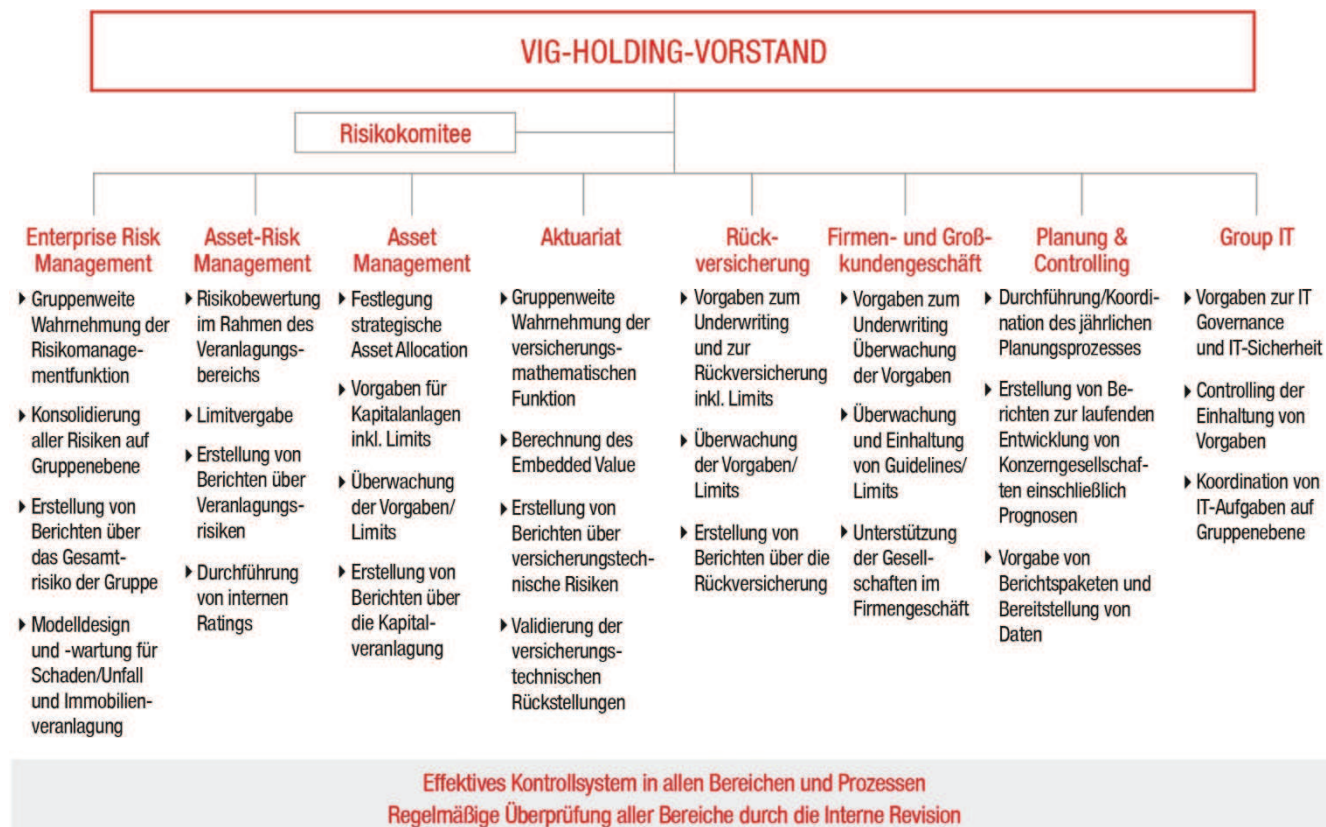 VIG-HOLDING-VORSTAND
Risikokomitee
Enterprise Risk
Management
▸ Gruppenweite
Wahrnehmung der
Risikomanage-
mentfunktion
▸ Konsolidierung
aller Risiken auf
Gruppenebene
▸ Erstellung von
Berichten über
das Gesamt-
risiko der Gruppe
▸ Modelldesign
und -wartung für
Schaden/Unfall
und Immobilien-
veranlagung
Asset-Risk
Management
▸ Risikobewertung
im Rahmen des
Veranlagungs-
bereichs
▸ Limitvergabe
▸ Erstellung von
Berichten über
Veranlagungs-
risiken
▸ Durchführung
von internen
Ratings
Asset
Management
▸ Festlegung
strategische
Asset Allocation
▸ Vorgaben für
Kapitalanlagen
inkl. Limits
▸ Überwachung
der Vorgaben/
Limits
▸ Erstellung von
Berichten über
die Kapital-
veranlagung
Aktuariat
▸ Gruppenweite
Wahrnehmung der
versicherungs-
mathematischen
Funktion
▸ Berechnung des
Embedded Value
▸ Erstellung von
Berichten über
versicherungstech-
nische Risiken
▸ Validierung der
versicherungs-
technischen
Rückstellungen
Rück-
versicherung
▸ Vorgaben zum
Underwriting
und zur
Rückversicherung
inkl. Limits
▸ Überwachung
der Vorgaben/
Limits
▸ Erstellung von
Berichten über die
Rückversicherung
Firmen- und Groß-
kundengeschäft
▸ Vorgaben zum
Underwriting
Überwachung
der Vorgaben
▸ Überwachung
und Einhaltung
von Guidelines/
Limits
▸ Unterstützung
der Gesell-
schaften im
Firmengeschäft
Planung &
Controlling
▸ Durchführung/Koordi-
nation des jährlichen
Planungsprozesses
▸ Erstellung von Be-
richten zur laufenden
Entwicklung von
Konzerngesellschaf-
ten einschließlich
Prognosen
▸ Vorgabe von
Berichtspaketen und
Bereitstellung von
Daten
Group IT
▸ Vorgaben zur IT
Governance
und IT-Sicherheit
▸ Controlling der
Einhaltung von
Vorgaben
▸ Koordination von
IT-Aufgaben auf
Gruppenebene
Effektives Kontrollsystem in allen Bereichen und Prozessen
Regelmäßige Überprüfung aller Bereiche durch die Interne Revision